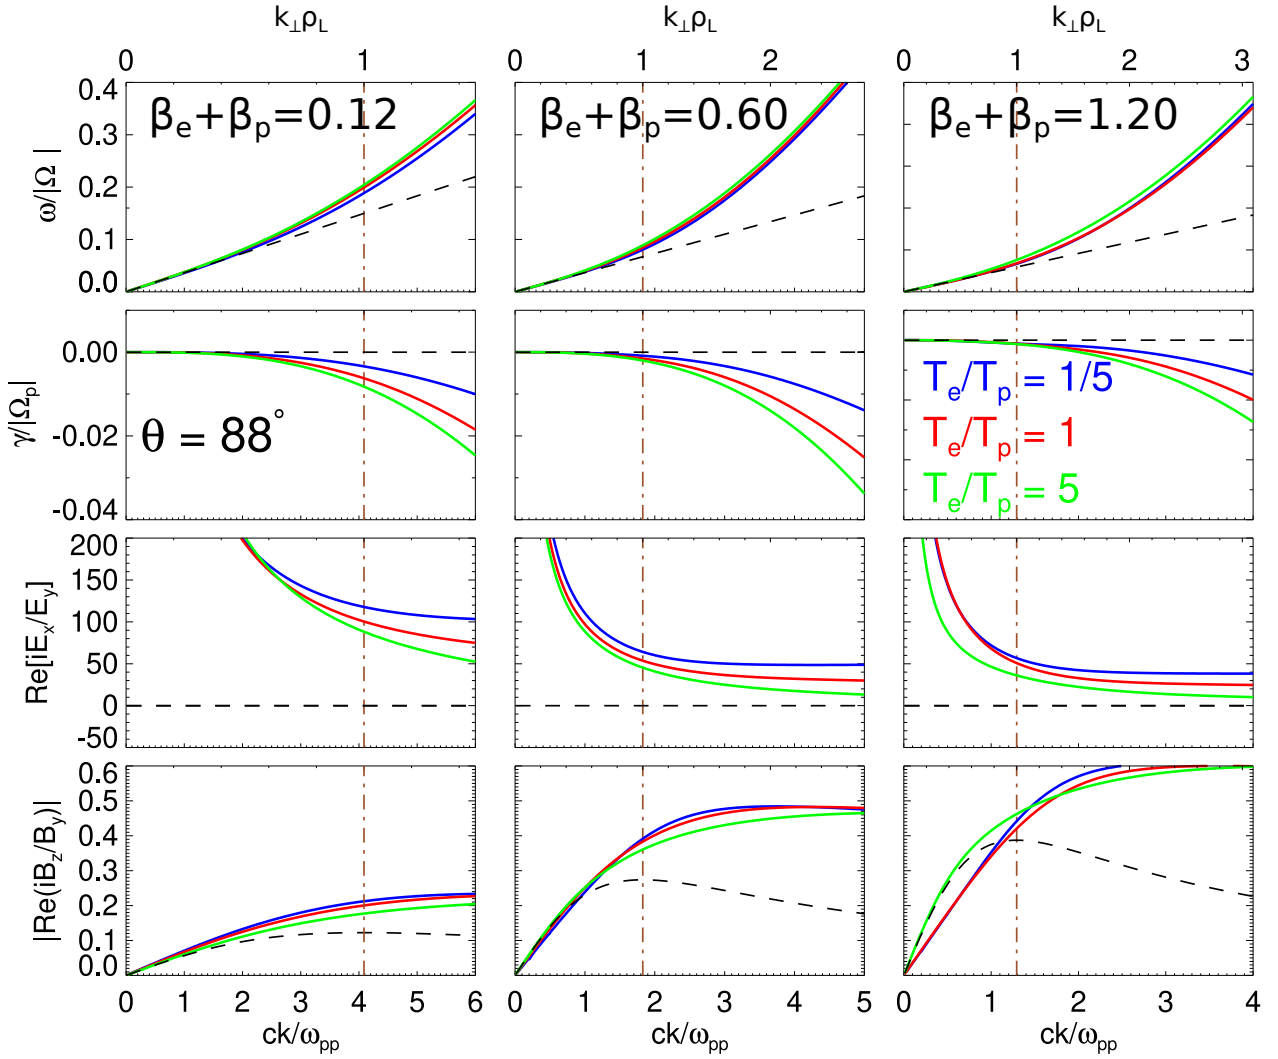 k⊥ρL k⊥ρL k⊥ρL
0 1 0 1 2 0 1 2 3
βe+βp=0.12 βe+βp=0.60 βe+βp=1.20
0.4
0.3
0.2
0.1
0.0
ω/|Ω |
0.00
-0.02
-0.04
γ/|Ωp|
θ = 88°
Te/Tp = 1/5
Te/Tp = 1
Te/Tp = 5
200
150
100
50
0
-50
Re[iEx/Ey]
0.6
0.5
0.4
0.3
0.2
0.1
0.0
|Re(iBz/By)|
0 1 2 3 4 5 6 0 1 2 3 4 5 0 1 2 3 4
ck/ωpp ck/ωpp ck/ωpp